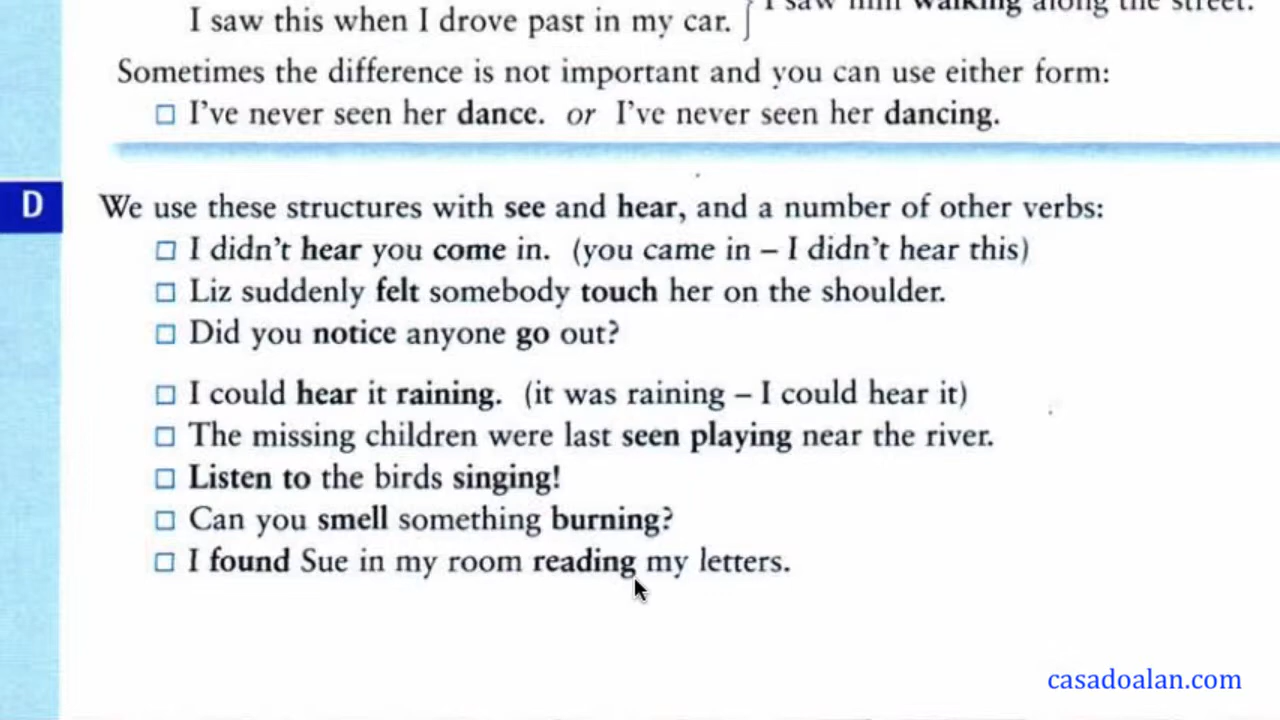 I saw this when I drove past in my car. I saw him walking along the street.
Sometimes the difference is not important and you can use either form:
I've never seen her dance. or I've never seen her dancing.
D We use these structures with see and hear, and a number of other verbs:
I didn't hear you come in. (you came in – I didn't hear this)
Liz suddenly felt somebody touch her on the shoulder.
Did you notice anyone go out?
I could hear it raining. (it was raining – I could hear it)
The missing children were last seen playing near the river.
Listen to the birds singing!
Can you smell something burning?
I found Sue in my room reading my letters.
casadoalan.com